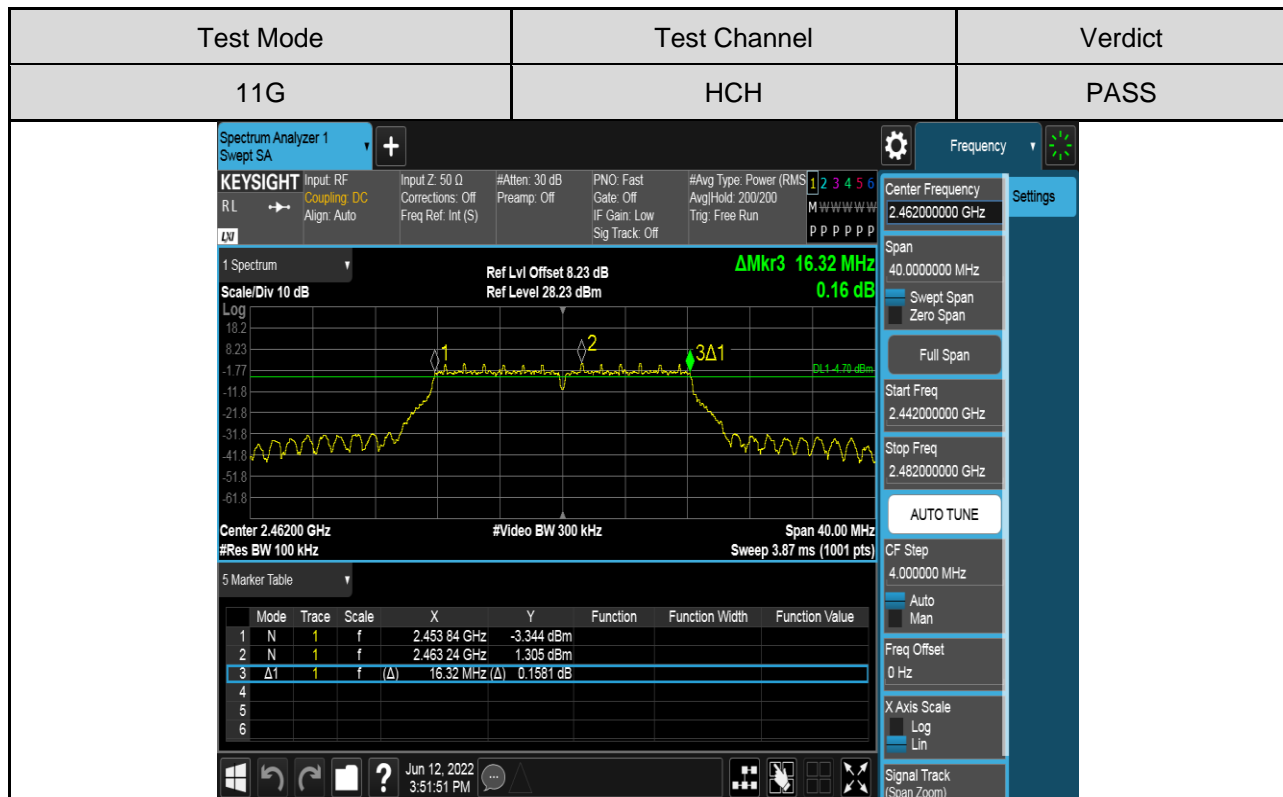 Test Mode Test Channel Verdict
11G HCH PASS
Spectrum Analyzer 1
Swept SA
+
Frequency
KEYSIGHT Input: RF Input Z: 50 Ω #Atten: 30 dB PNO: Fast #Avg Type: Power (RMS 1 2 3 4 5 6
RL Coupling: DC Corrections: Off Preamp: Off Gate: Off Avg|Hold: 200/200 M W W W W W
Align: Auto Freq Ref: Int (S) IF Gain: Low Trig: Free Run
LXI Sig Track: Off P P P P P P
1 Spectrum Ref Lvl Offset 8.23 dB ΔMkr3 16.32 MHz
Scale/Div 10 dB Ref Level 28.23 dBm 0.16 dB
Log
18.2
8.23
1 2 3Δ1
-1.77
DL1 -4.70 dBm
-11.8
-21.8
-31.8
-41.8
-51.8
-61.8
Center 2.46200 GHz #Video BW 300 kHz Span 40.00 MHz
#Res BW 100 kHz Sweep 3.87 ms (1001 pts)
5 Marker Table
Mode Trace Scale X Y Function Function Width Function Value
1 N 1 f 2.453 84 GHz -3.344 dBm
2 N 1 f 2.463 24 GHz 1.305 dBm
3 Δ1 1 f (Δ) 16.32 MHz (Δ) 0.1581 dB
4
5
6
?
Jun 12, 2022
3:51:51 PM
Center Frequency
2.462000000 GHz
Settings
Span
40.0000000 MHz
Swept Span
Zero Span
Full Span
Start Freq
2.442000000 GHz
Stop Freq
2.482000000 GHz
AUTO TUNE
CF Step
4.000000 MHz
Auto
Man
Freq Offset
0 Hz
X Axis Scale
Log
Lin
Signal Track
(Span Zoom)